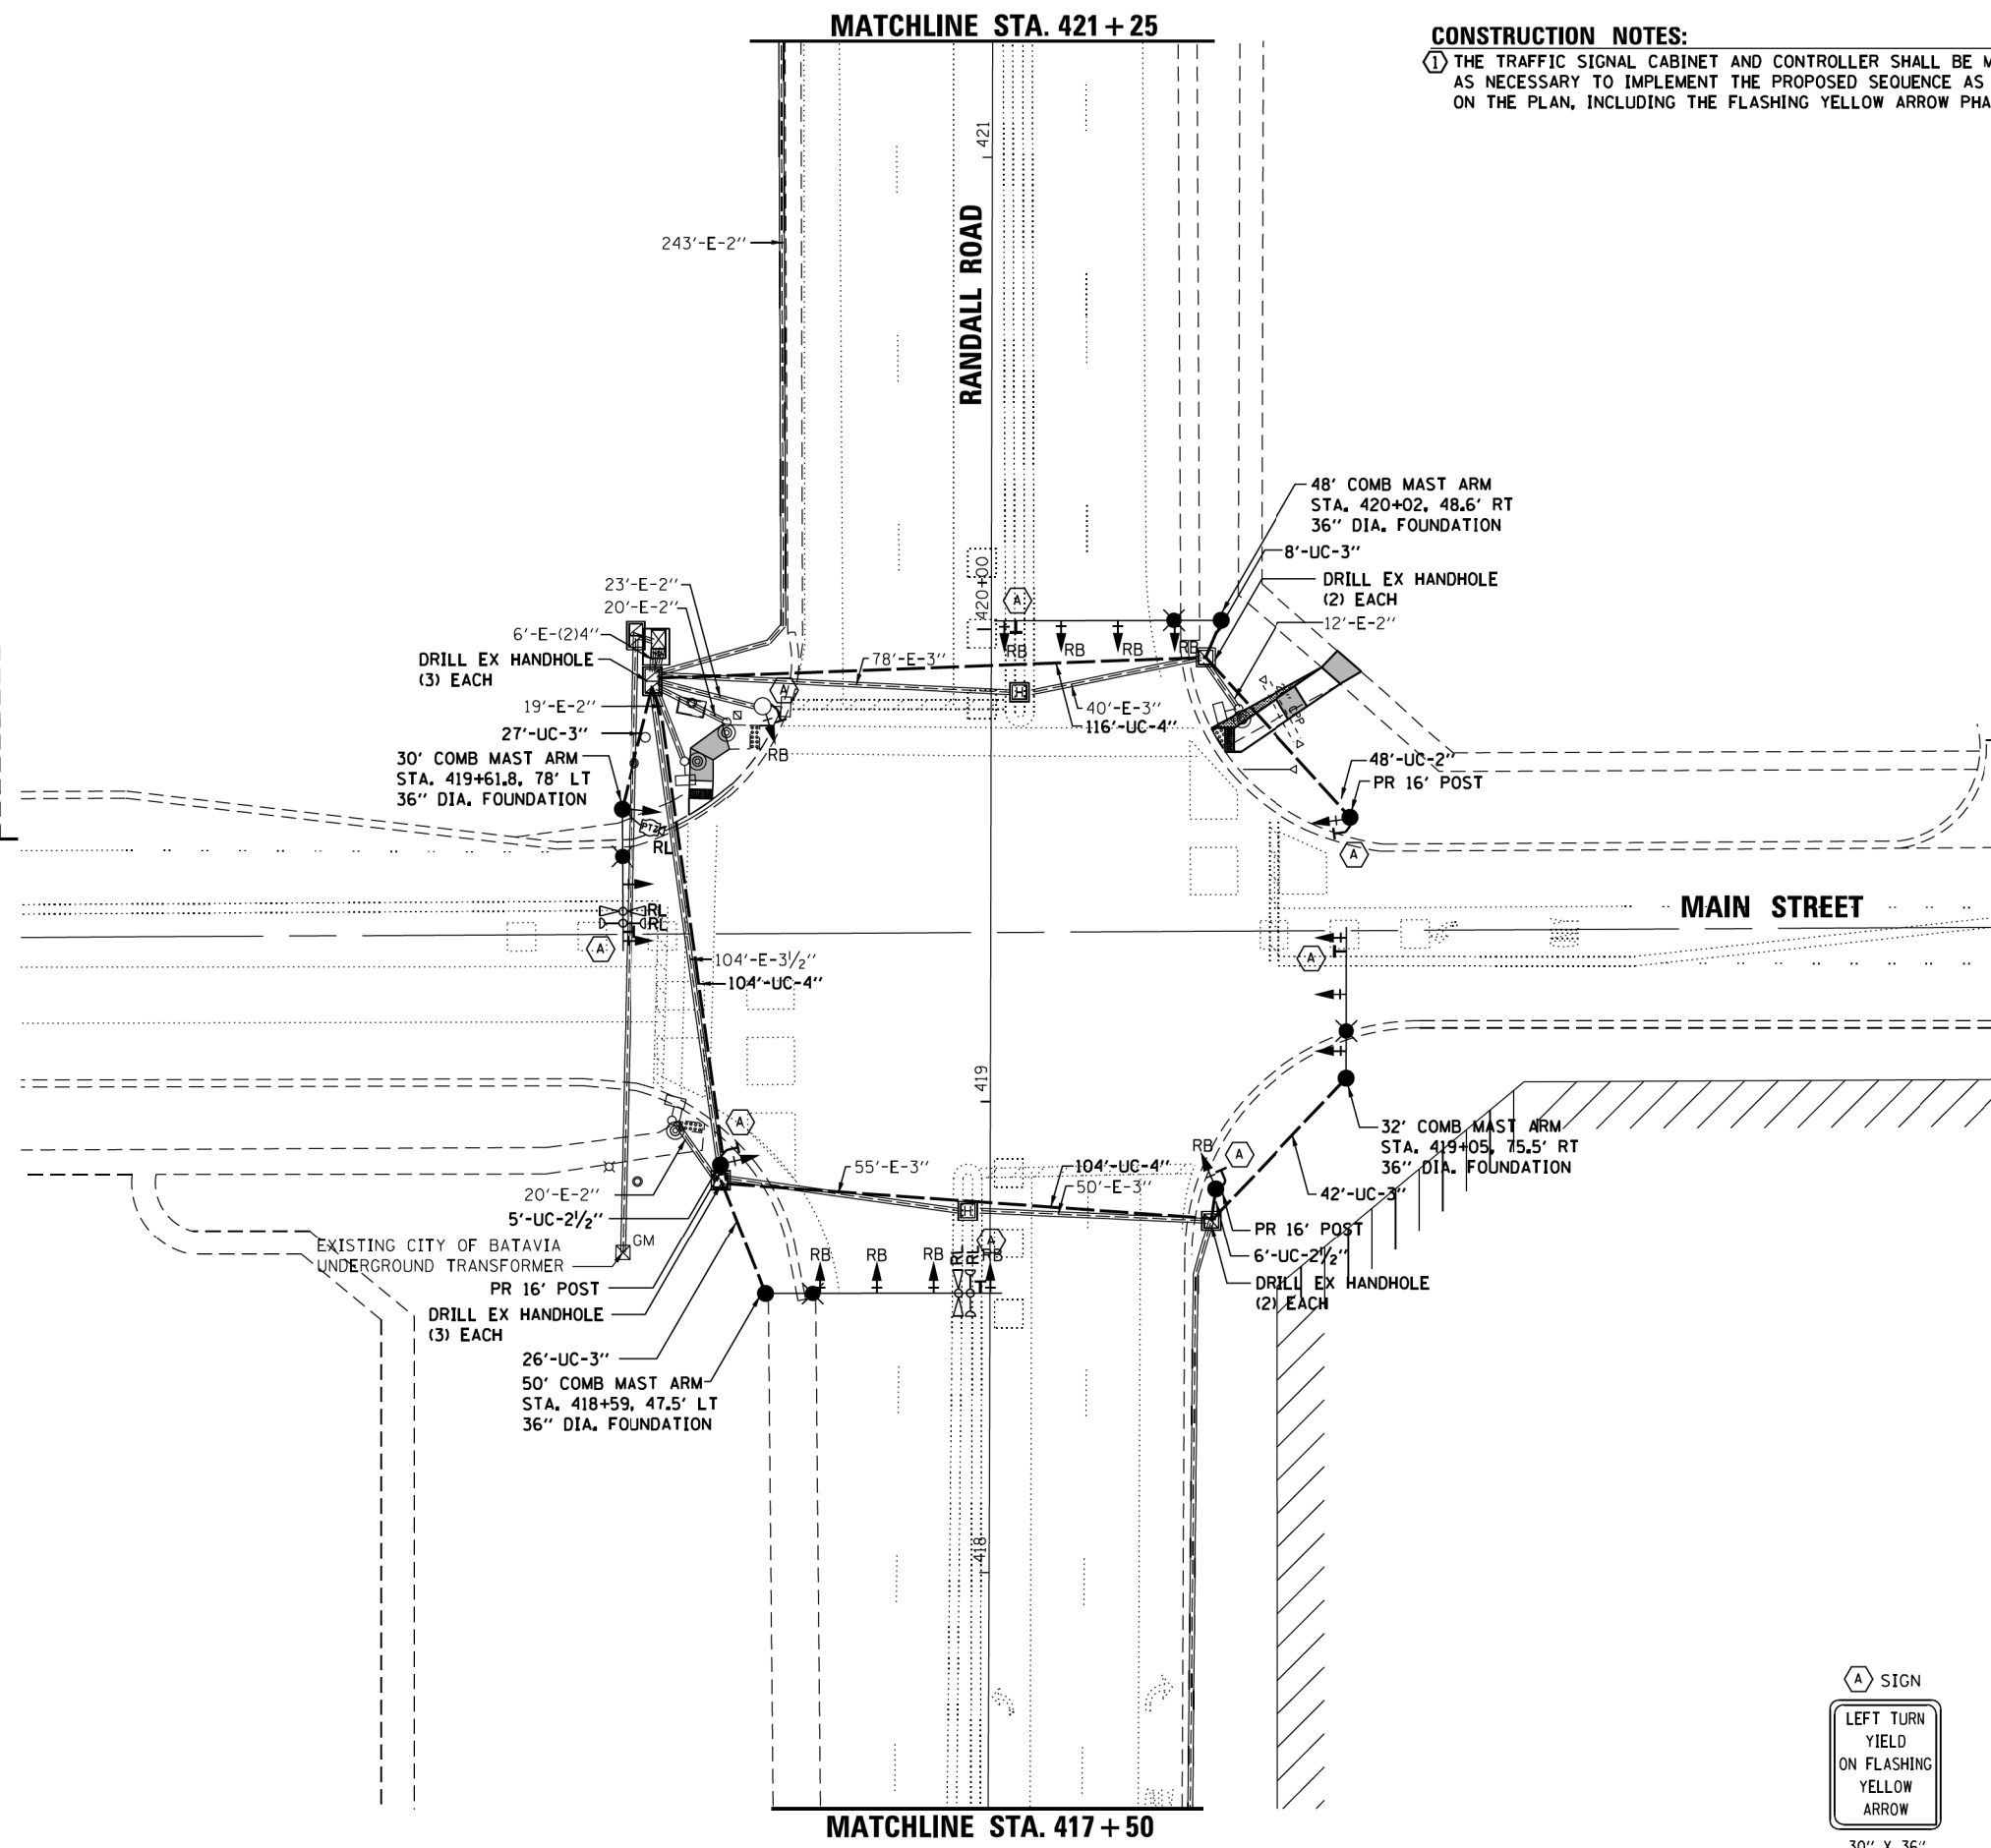 MATCHLINE STA. 421+25
CONSTRUCTION NOTES:
1 THE TRAFFIC SIGNAL CABINET AND CONTROLLER SHALL BE M
AS NECESSARY TO IMPLEMENT THE PROPOSED SEQUENCE AS
ON THE PLAN, INCLUDING THE FLASHING YELLOW ARROW PHA
421
RANDALL ROAD
243'-E-2"
48' COMB MAST ARM
STA. 420+02, 48.6' RT
36" DIA. FOUNDATION
8'-UC-3"
DRILL EX HANDHOLE
(2) EACH
12'-E-2"
420+00
A
23'-E-2"
20'-E-2"
6'-E-(2)4"
DRILL EX HANDHOLE
(3) EACH
RB
RB
RB
RB
78'-E-3"
H
A
40'-E-3"
116'-UC-4"
19'-E-2"
27'-UC-3"
RB
CPP
30' COMB MAST ARM
STA. 419+61.8, 78' LT
36" DIA. FOUNDATION
48'-UC-2"
PR 16' POST
PTZ
RL
A
RL
RL
A
MAIN STREET
A
104'-E-3½"
104'-UC-4"
419
A
32' COMB MAST ARM
STA. 419+05, 75.5' RT
36" DIA. FOUNDATION
RB
A
55'-E-3"
104'-UC-4"
50'-E-3"
42'-UC-3"
20'-E-2"
5'-UC-2½"
H
PR 16' POST
6'-UC-2½"
DRILL EX HANDHOLE
(2) EACH
EXISTING CITY OF BATAVIA
UNDERGROUND TRANSFORMER
GM
A
RB
RB
RB
RL
RL
RB
PR 16' POST
DRILL EX HANDHOLE
(3) EACH
26'-UC-3"
50' COMB MAST ARM
STA. 418+59, 47.5' LT
36" DIA. FOUNDATION
418
A SIGN
LEFT TURN
YIELD
ON FLASHING
YELLOW
ARROW
30" X 36"
MATCHLINE STA. 417+50